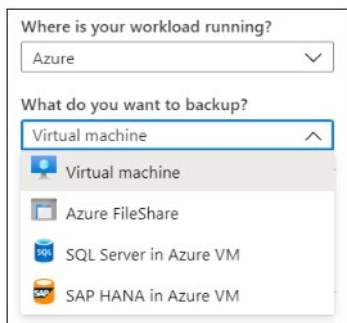 Where is your workload running?
Azure
What do you want to backup?
Virtual machine
Virtual machine
Azure FileShare
SQL SQL Server in Azure VM
SAP HANA in Azure VM